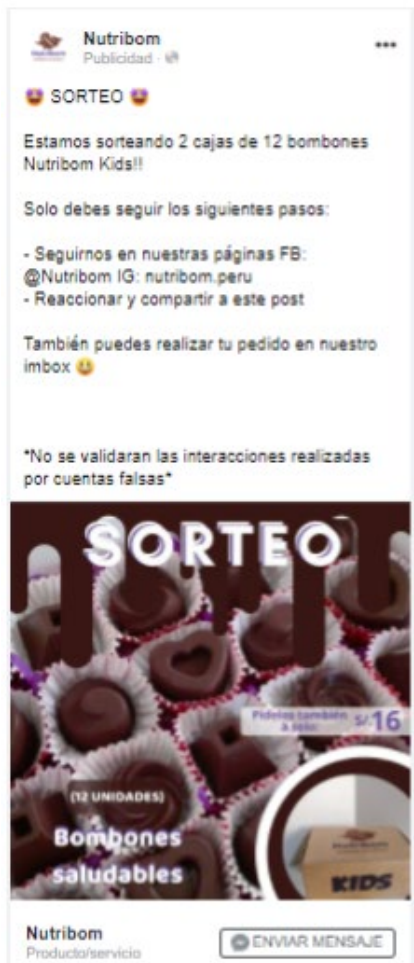 Nutribom
Publicidad ·
😍 SORTEO 😍
Estamos sorteando 2 cajas de 12 bombones
Nutribom Kids!!
Solo debes seguir los siguientes pasos:
- Seguirnos en nuestras páginas FB:
@Nutribom IG: nutribom.peru
- Reaccionar y compartir a este post
También puedes realizar tu pedido en nuestro
imbox 😃
*No se validaran las interacciones realizadas
por cuentas falsas*
SORTEO
Pídelos también
a solo: S/.16
(12 UNIDADES)
Bombones
saludables
KIDS
Nutribom
Producto/servicio
ENVIAR MENSAJE